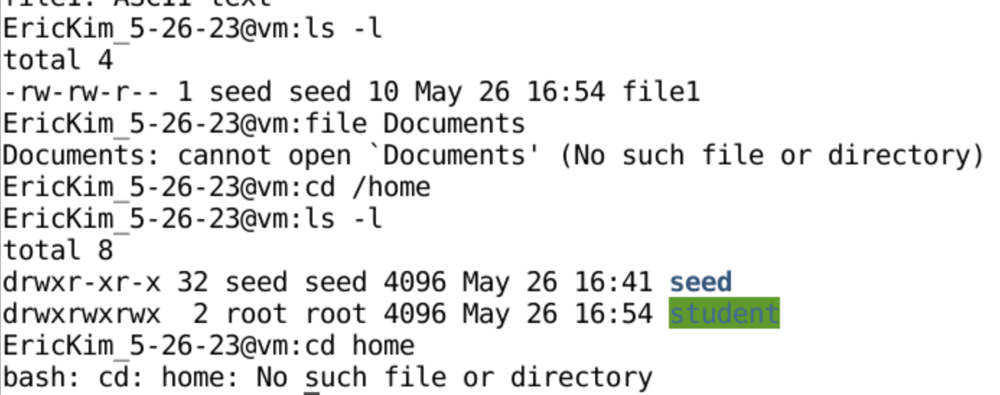 file1: ASCII text
EricKim_5-26-23@vm:ls -l
total 4
-rw-rw-r-- 1 seed seed 10 May 26 16:54 file1
EricKim_5-26-23@vm:file Documents
Documents: cannot open `Documents' (No such file or directory)
EricKim_5-26-23@vm:cd /home
EricKim_5-26-23@vm:ls -l
total 8
drwxr-xr-x 32 seed seed 4096 May 26 16:41 seed
drwxrwxrwx  2 root root 4096 May 26 16:54 student
EricKim_5-26-23@vm:cd home
bash: cd: home: No such file or directory